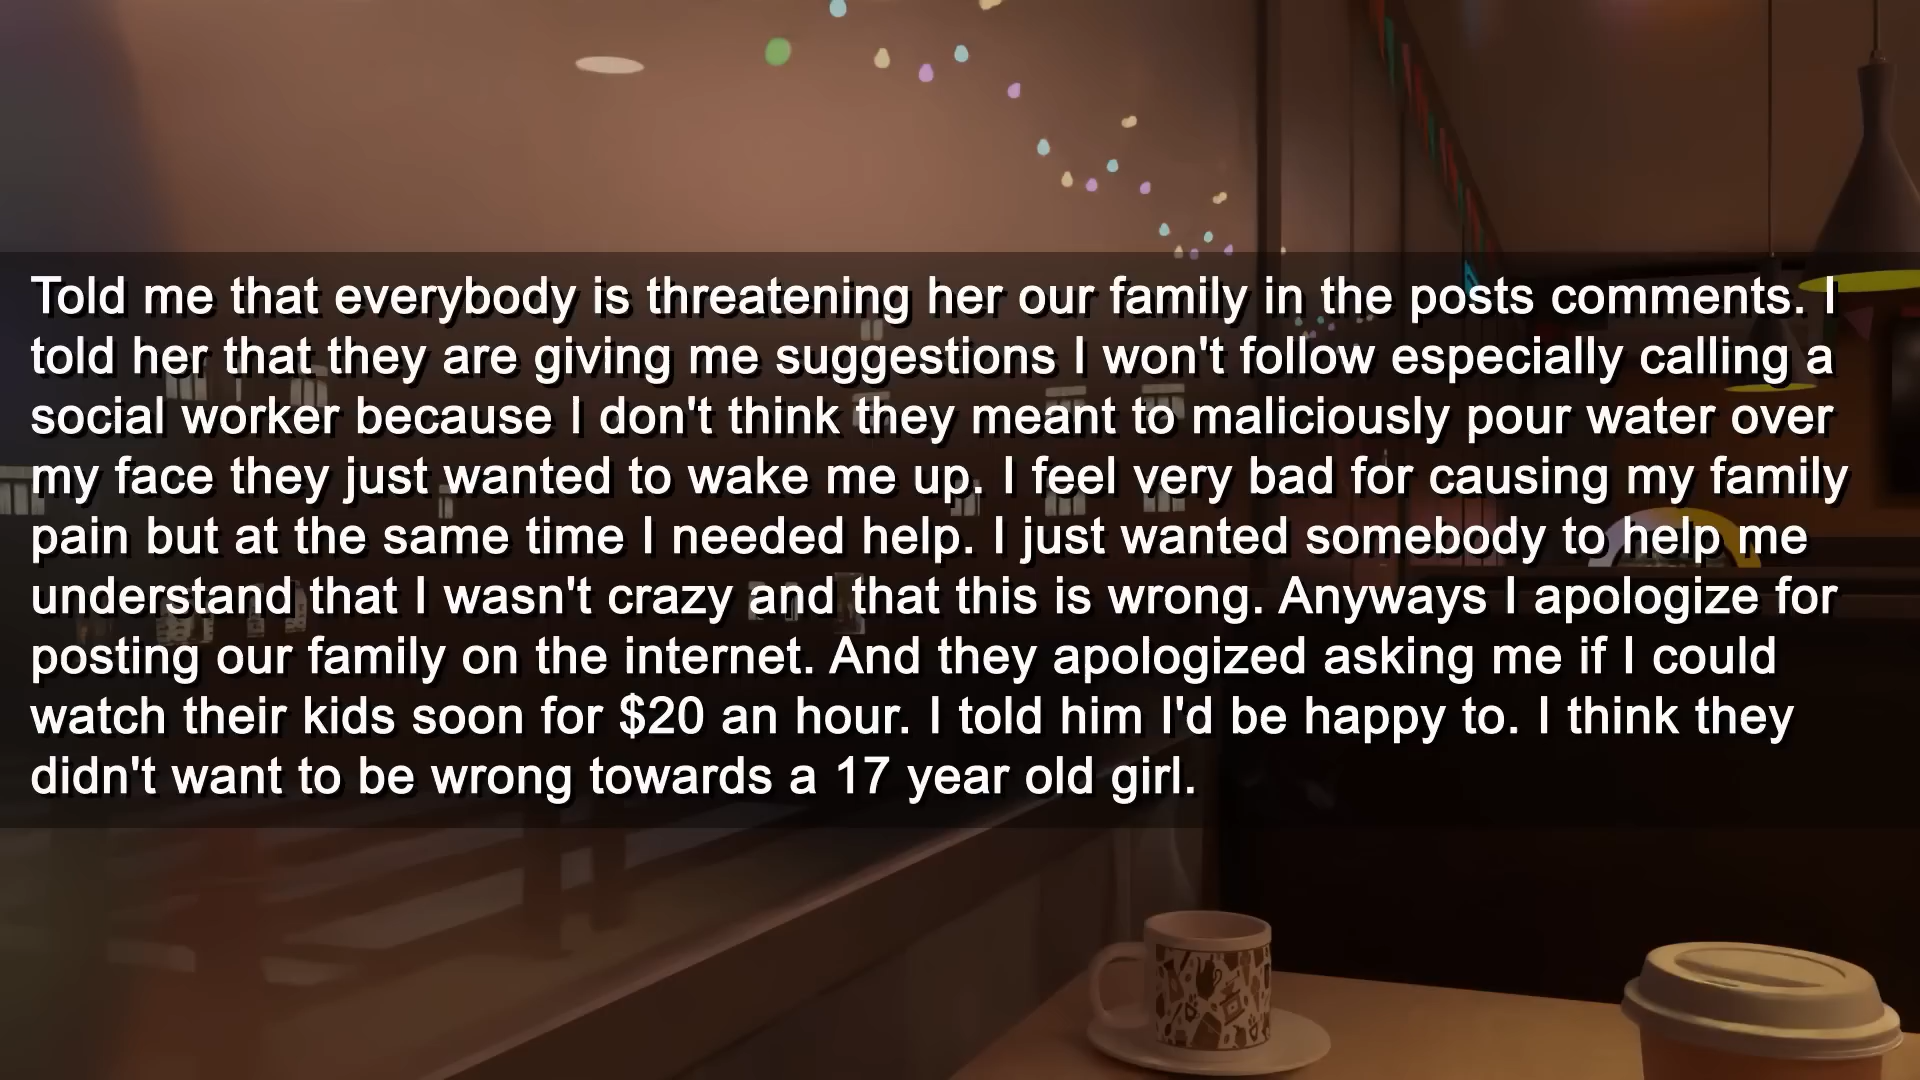 Told me that everybody is threatening her our family in the posts comments. I
told her that they are giving me suggestions I won't follow especially calling a
social worker because I don't think they meant to maliciously pour water over
my face they just wanted to wake me up. I feel very bad for causing my family
pain but at the same time I needed help. I just wanted somebody to help me
understand that I wasn't crazy and that this is wrong. Anyways I apologize for
posting our family on the internet. And they apologized asking me if I could
watch their kids soon for $20 an hour. I told him I'd be happy to. I think they
didn't want to be wrong towards a 17 year old girl.